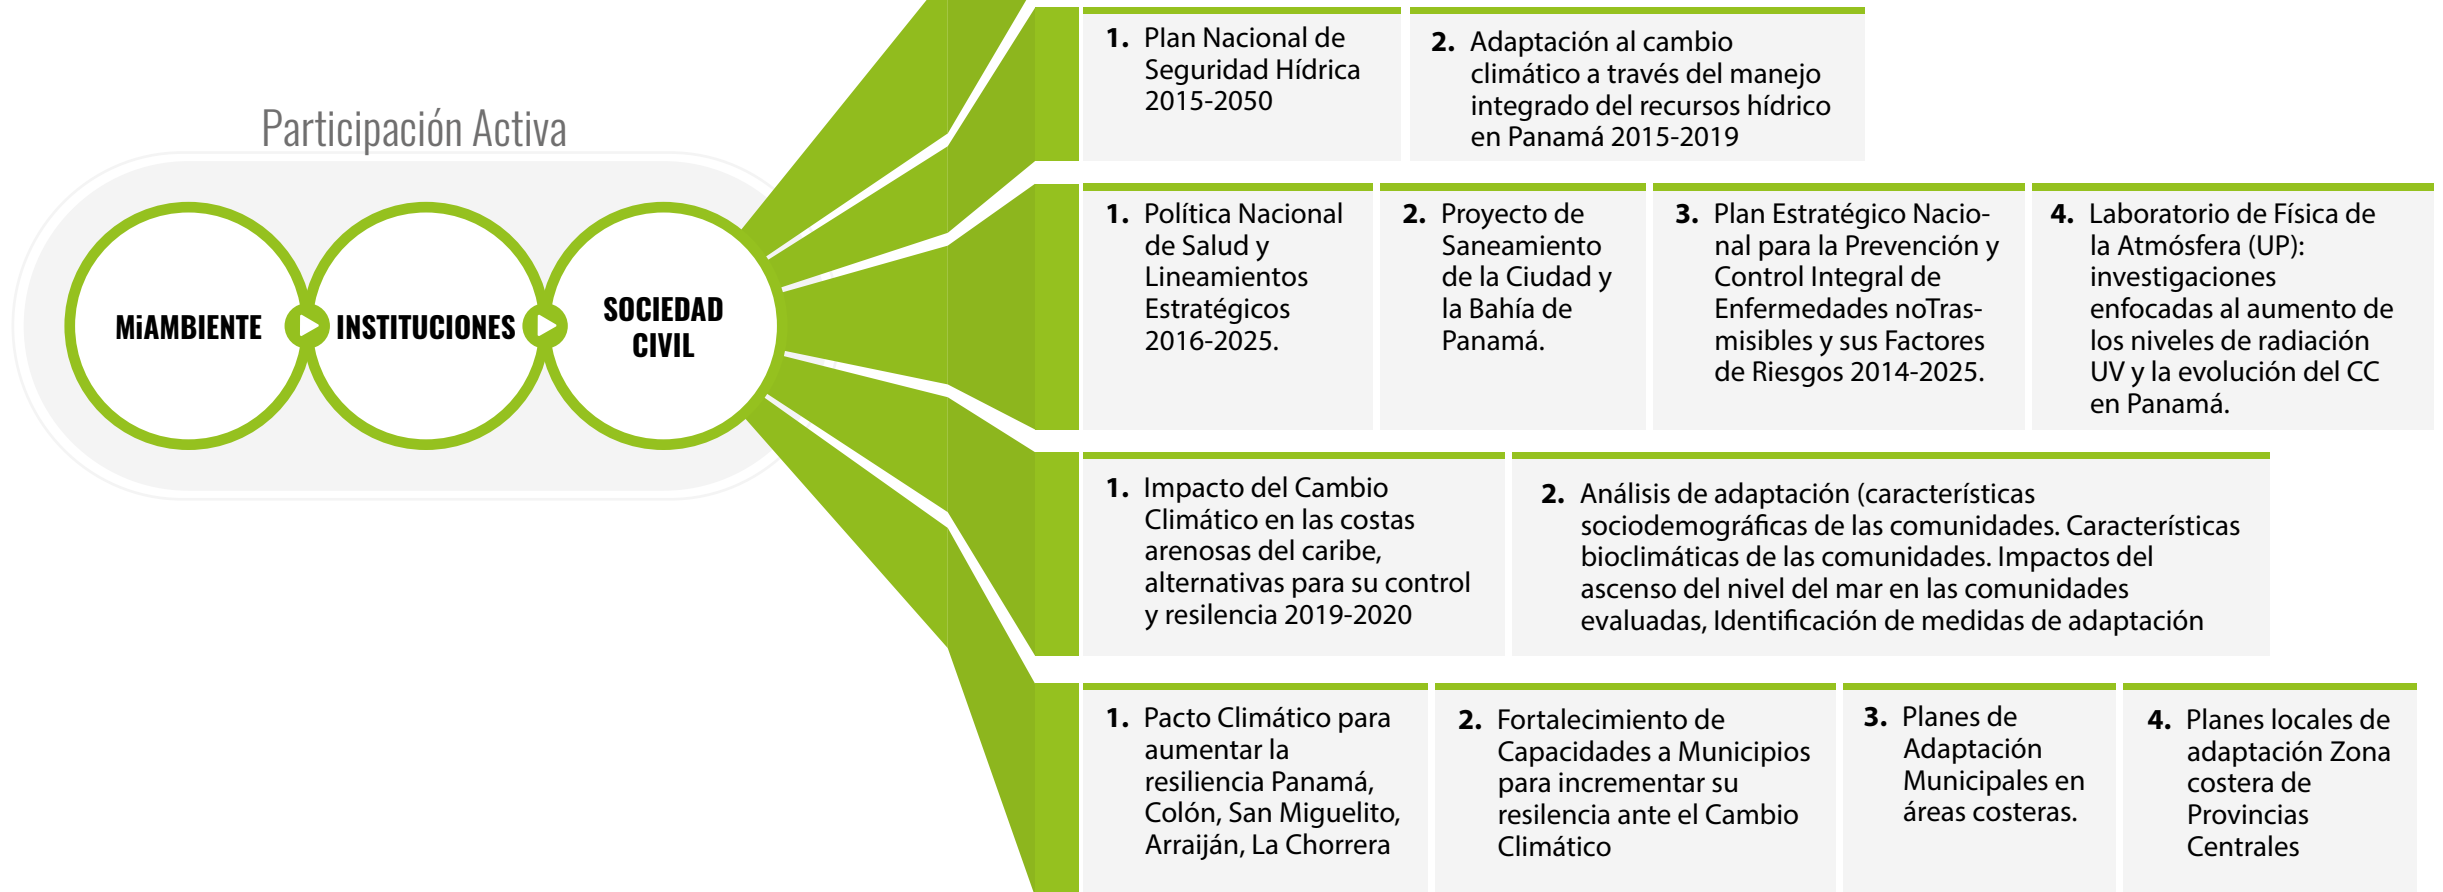 Participación Activa
MiAMBIENTE
INSTITUCIONES
SOCIEDAD
CIVIL
1. Plan Nacional de
Seguridad Hídrica
2015-2050
2. Adaptación al cambio
climático a través del manejo
integrado del recursos hídrico
en Panamá 2015-2019
1. Política Nacional
de Salud y
Lineamientos
Estratégicos
2016-2025.
2. Proyecto de
Saneamiento
de la Ciudad y
la Bahía de
Panamá.
3. Plan Estratégico Nacio-
nal para la Prevención y
Control Integral de
Enfermedades noTras-
misibles y sus Factores
de Riesgos 2014-2025.
4. Laboratorio de Física de
la Atmósfera (UP):
investigaciones
enfocadas al aumento de
los niveles de radiación
UV y la evolución del CC
en Panamá.
1. Impacto del Cambio
Climático en las costas
arenosas del caribe,
alternativas para su control
y resilencia 2019-2020
2. Análisis de adaptación (características
sociodemográficas de las comunidades. Características
bioclimáticas de las comunidades. Impactos del
ascenso del nivel del mar en las comunidades
evaluadas, Identificación de medidas de adaptación
1. Pacto Climático para
aumentar la
resiliencia Panamá,
Colón, San Miguelito,
Arraiján, La Chorrera
2. Fortalecimiento de
Capacidades a Municipios
para incrementar su
resilencia ante el Cambio
Climático
3. Planes de
Adaptación
Municipales en
áreas costeras.
4. Planes locales de
adaptación Zona
costera de
Provincias
Centrales